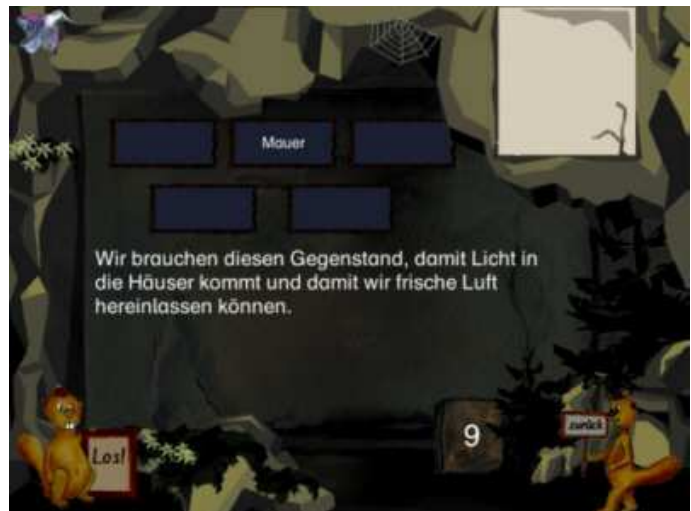 Mauer
Wir brauchen diesen Gegenstand, damit Licht in
die Häuser kommt und damit wir frische Luft
hereinlassen können.
9
zurück
Los!